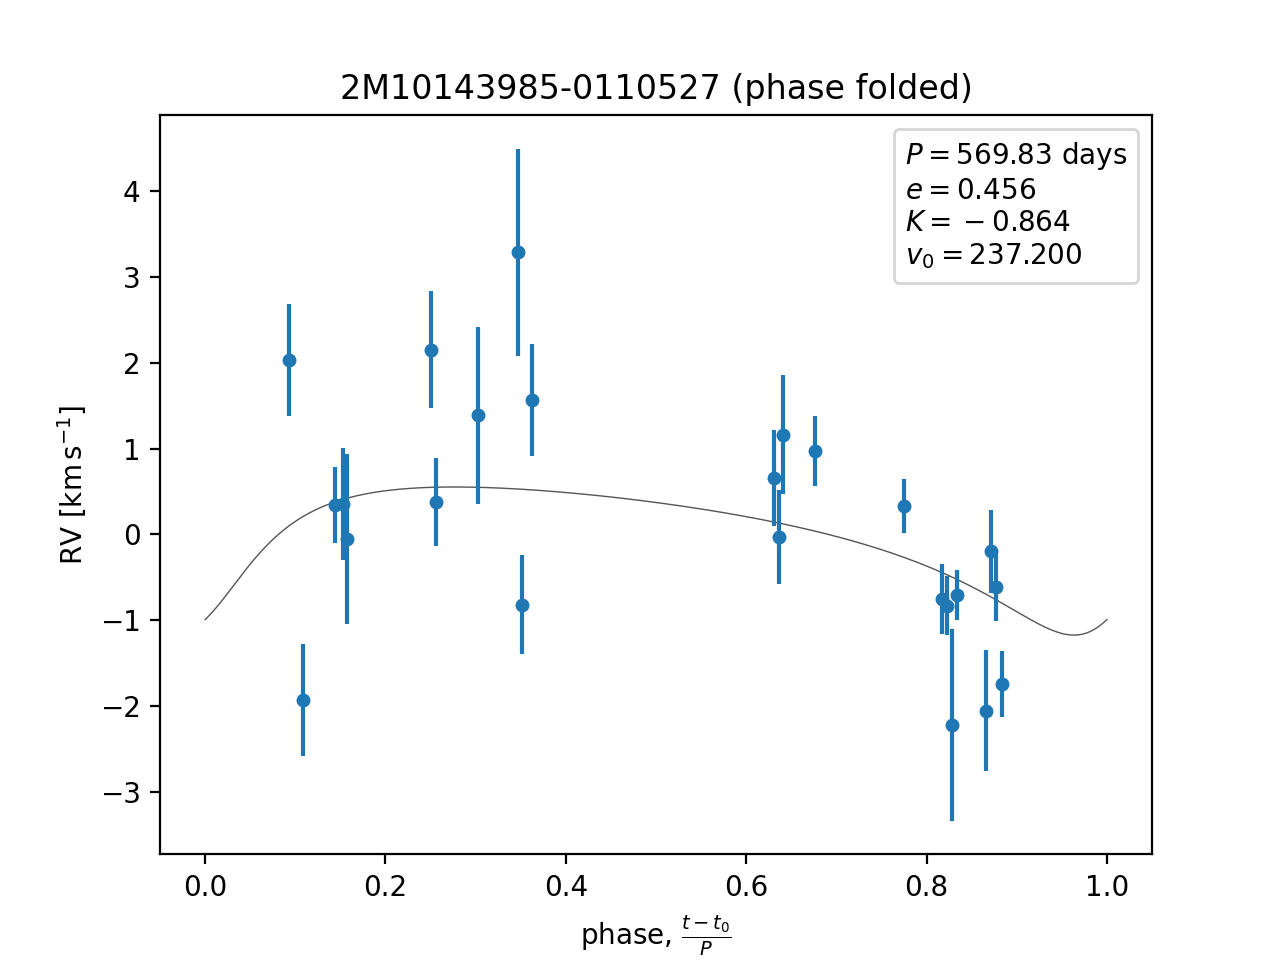 2M10143985-0110527 (phase folded)
P = 569.83 days
e = 0.456
K = −0.864
v₀ = 237.200
RV [km s⁻¹]
4
3
2
1
0
−1
−2
−3
0.0 0.2 0.4 0.6 0.8 1.0
phase, (t − t₀)/P